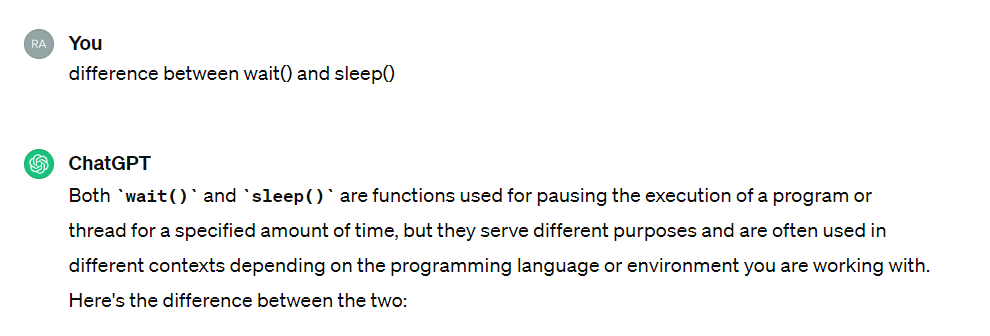 RA
You
difference between wait() and sleep()
ChatGPT
Both `wait()` and `sleep()` are functions used for pausing the execution of a program or
thread for a specified amount of time, but they serve different purposes and are often used in
different contexts depending on the programming language or environment you are working with.
Here's the difference between the two: